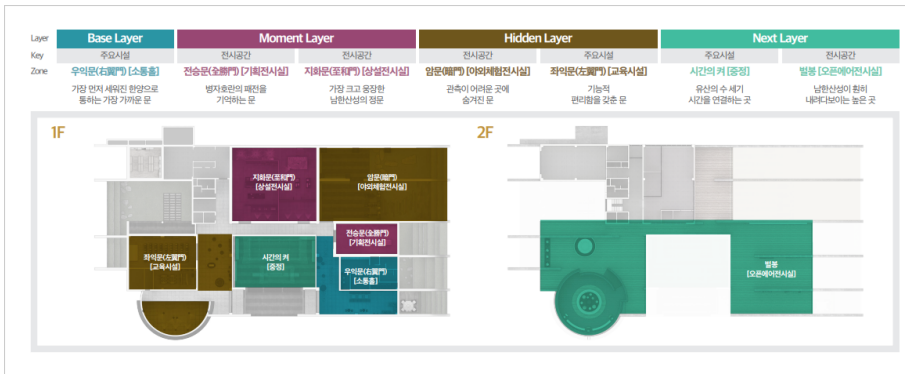 Layer Base Layer Moment Layer Hidden Layer Next Layer
Key 주요시설 전시공간 전시공간 전시공간 주요시설 주요시설 전시공간
Zone 우익문(右翼門) [소통홀] 전승문(全勝門) [기획전시실] 지화문(至和門) [상설전시실] 암문(暗門) [야외체험전시실] 좌익문(左翼門) [교육시설] 시간의 켜 [중정] 벌봉 [오픈에어전시실]
가장 먼저 세워진 한양으로
통하는 가장 가까운 문
병자호란의 패전을
기억하는 문
가장 크고 웅장한
남한산성의 정문
관측이 어려운 곳에
숨겨진 문
기능적
편리함을 갖춘 문
유산의 수 세기
시간을 연결하는 곳
남한산성이 훤히
내려다보이는 높은 곳
1F
지화문(至和門)
[상설전시실]
암문(暗門)
[야외체험전시실]
전승문(全勝門)
[기획전시실]
좌익문(左翼門)
[교육시설]
시간의 켜
[중정]
우익문(右翼門)
[소통홀]
2F
벌봉
[오픈에어전시실]